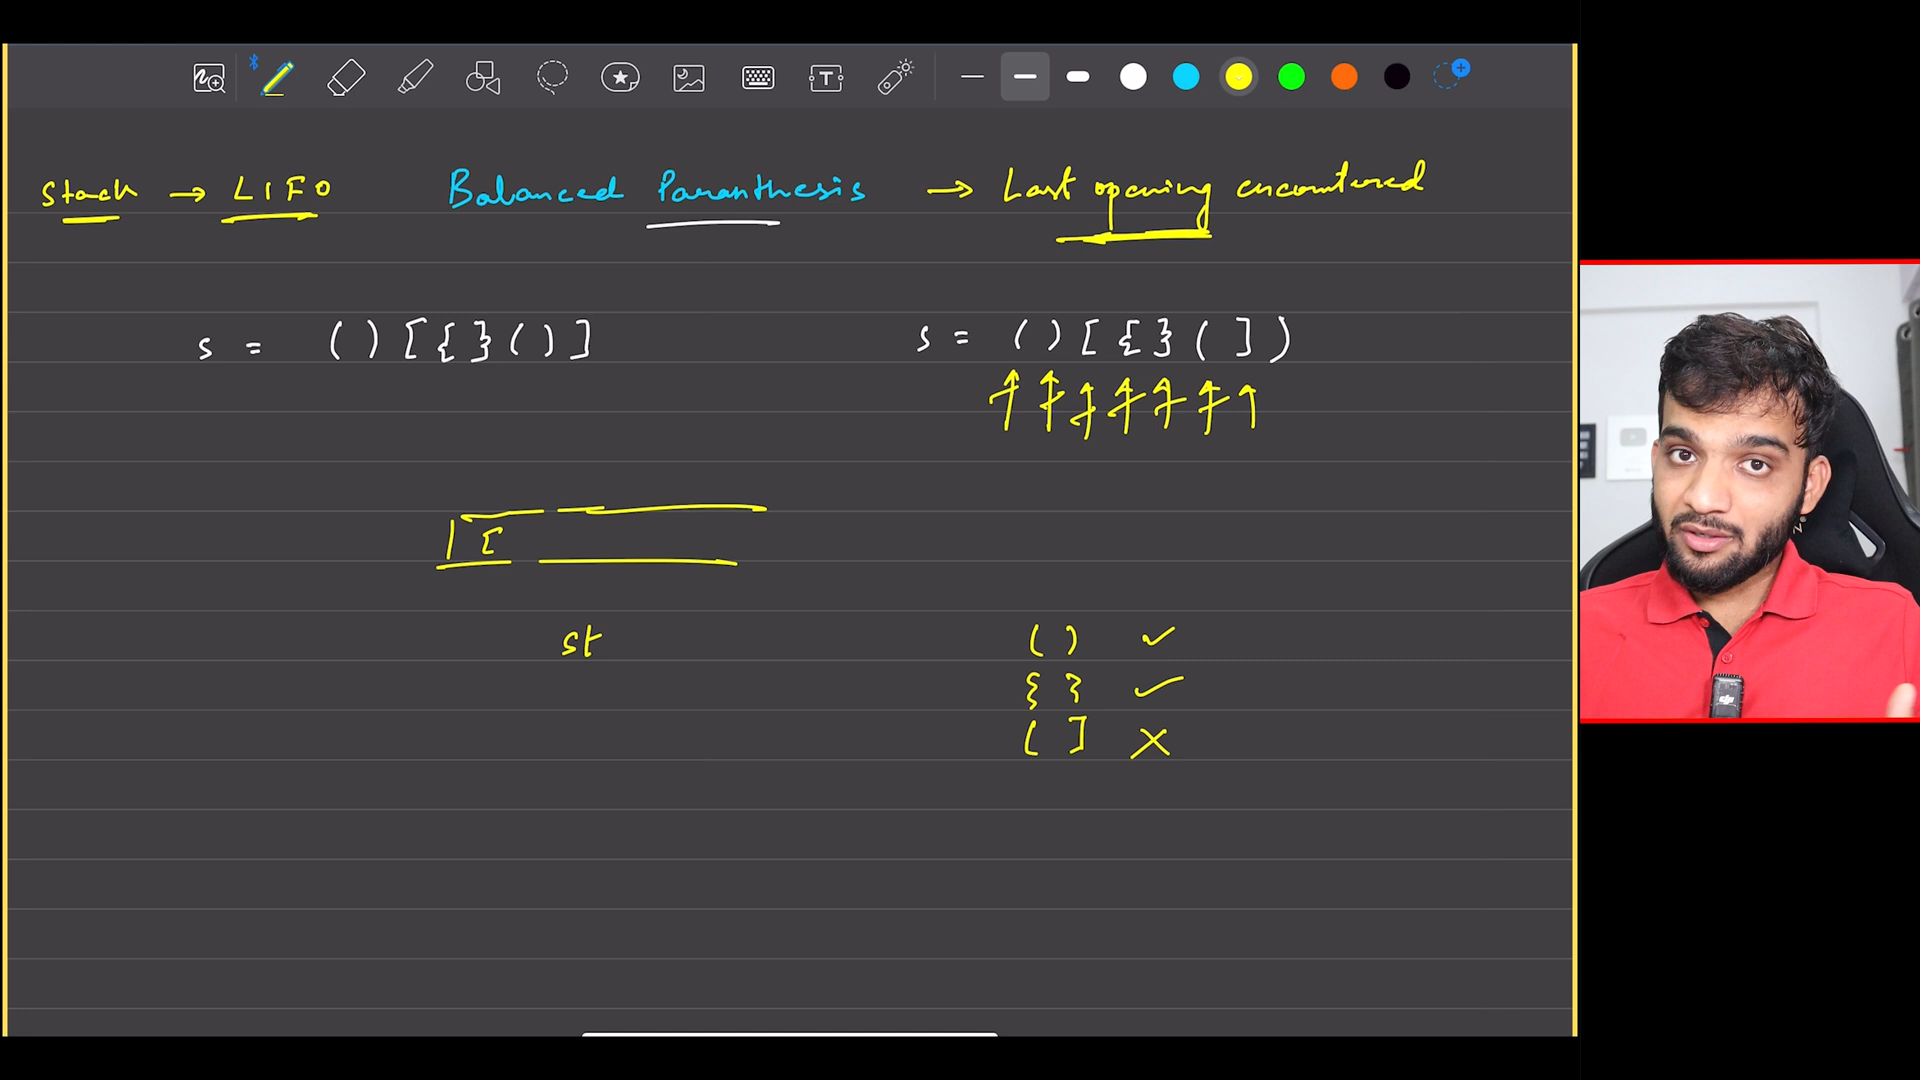 Stack → LIFO Balanced Paranthesis → Last opening encountered
s = ( ) [ { } ( ) ] s = ( ) [ { } ( ] )
[
st
( ) ✓
{ } ✓
( ] X